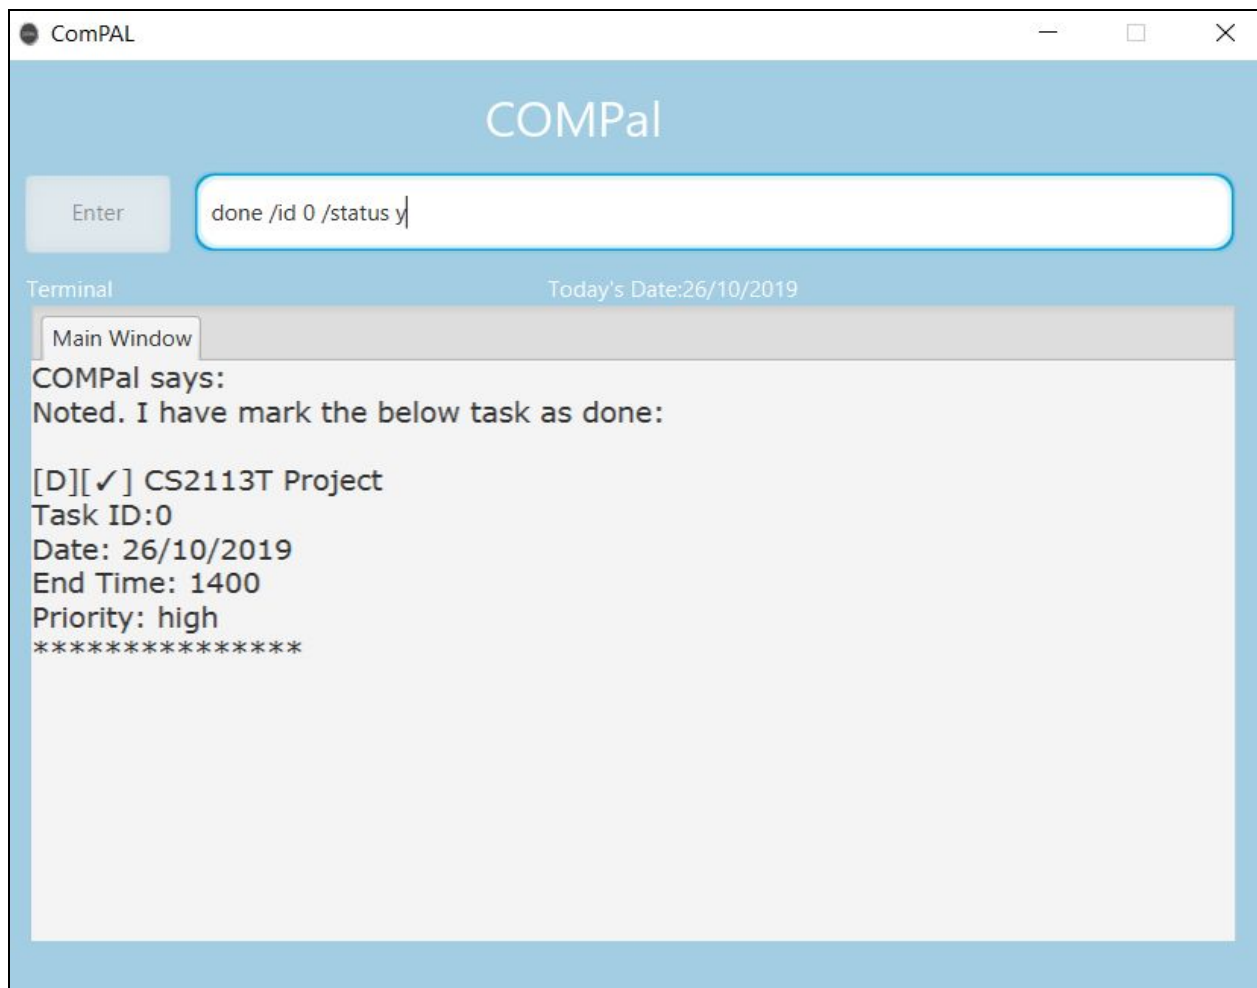 ComPAL
COMPal
Enter
done /id 0 /status y
Terminal
Today's Date:26/10/2019
Main Window
COMPal says:
Noted. I have mark the below task as done:
[D][✓] CS2113T Project
Task ID:0
Date: 26/10/2019
End Time: 1400
Priority: high
***************